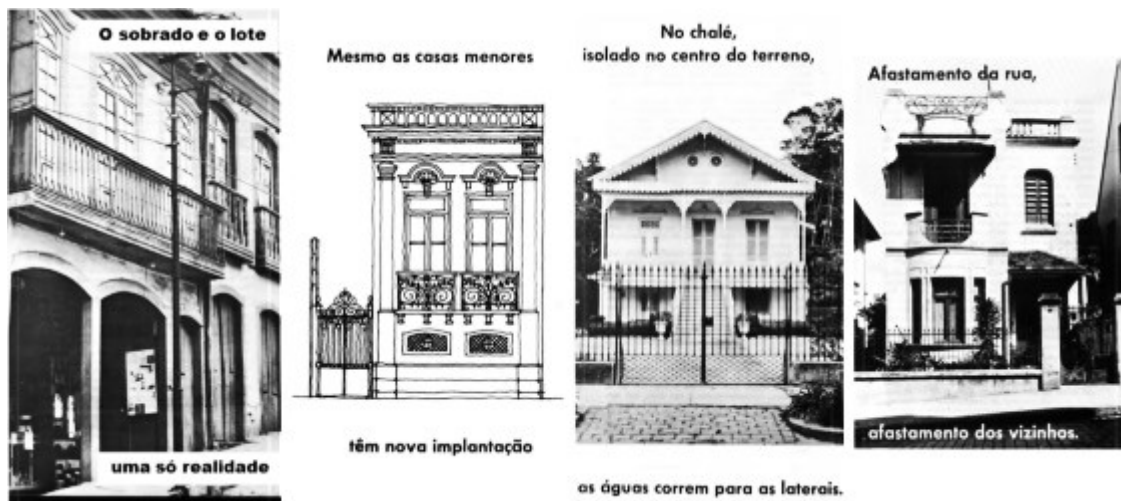 O sobrado e o lote
uma só realidade
Mesmo as casas menores
têm nova implantação
No chalé,
isolado no centro do terreno,
as águas correm para as laterais.
Afastamento da rua,
afastamento dos vizinhos.